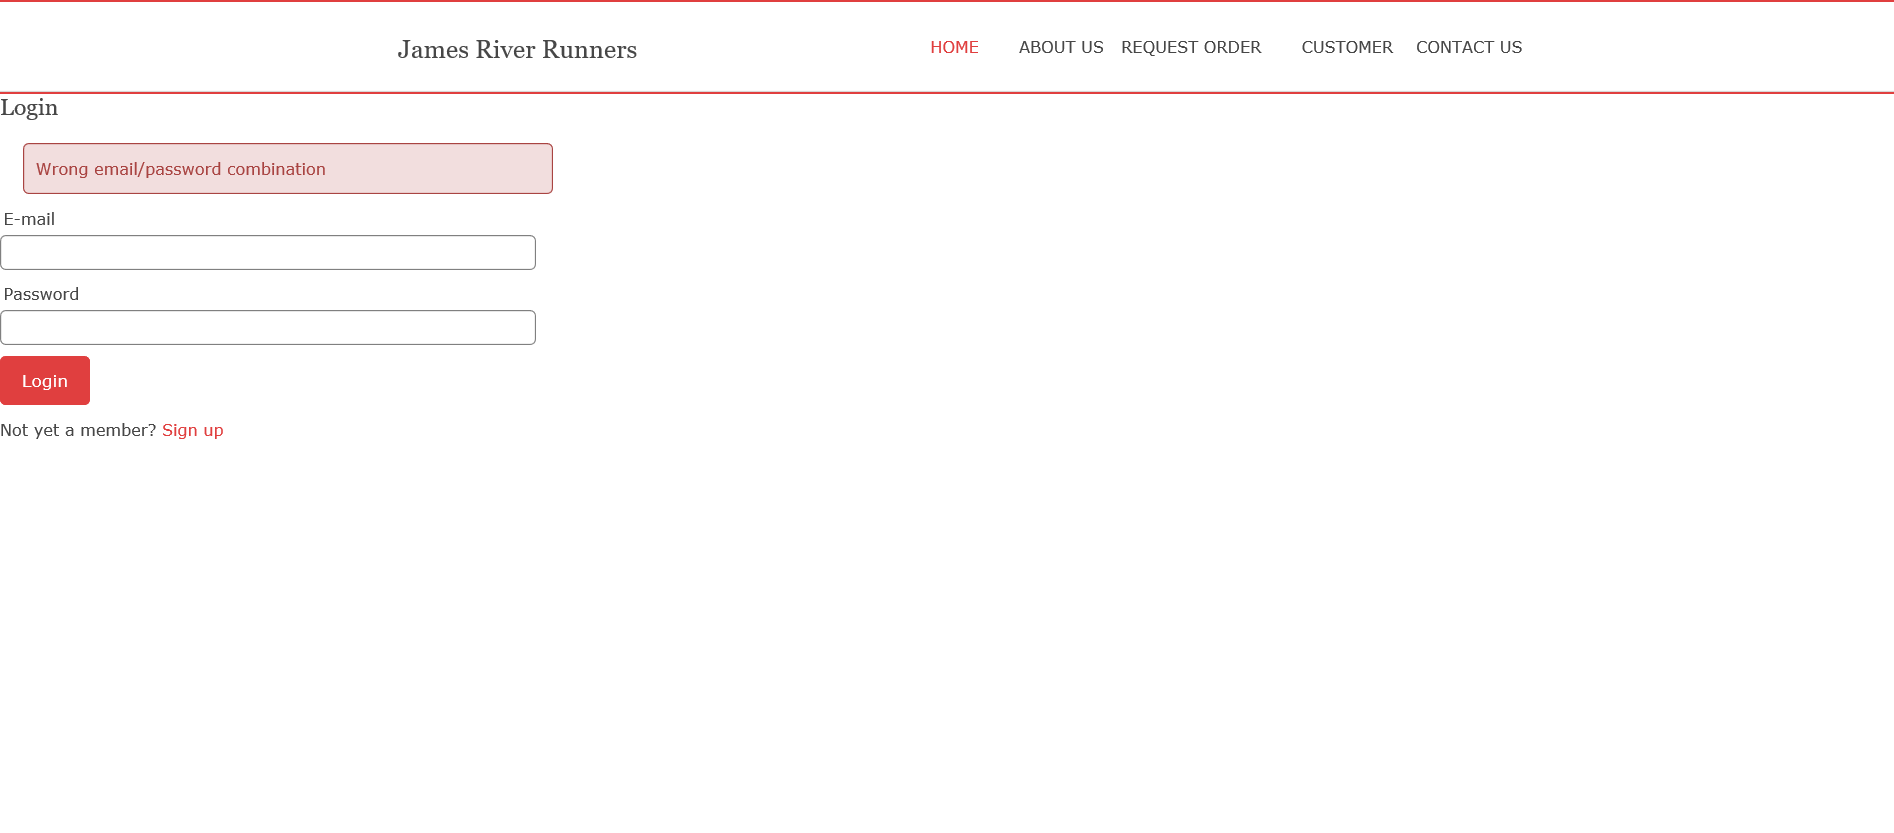 James River Runners
HOME ABOUT US REQUEST ORDER CUSTOMER CONTACT US
Login
Wrong email/password combination
E-mail
Password
Login
Not yet a member? Sign up